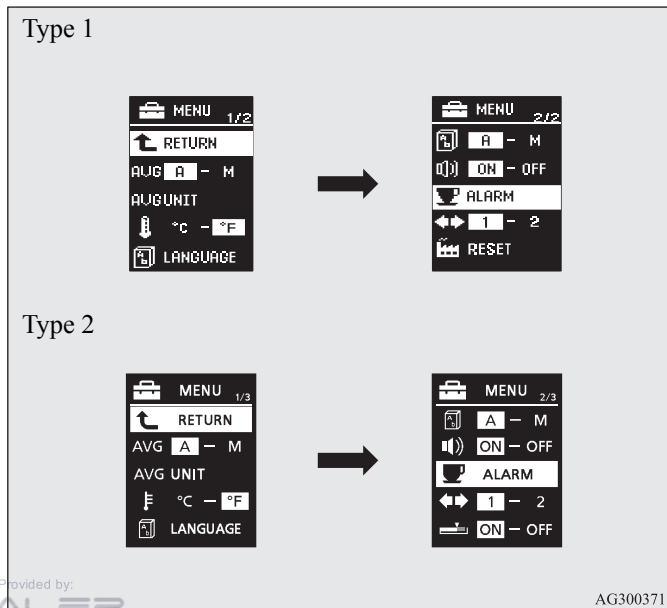 Type 1
MENU 1/2
RETURN
AVG A - M
AVGUNIT
°C - °F
LANGUAGE
MENU 2/2
A - M
ON - OFF
ALARM
1 - 2
RESET
Type 2
MENU 1/3
RETURN
AVG A - M
AVG UNIT
°C - °F
LANGUAGE
MENU 2/3
A - M
ON - OFF
ALARM
1 - 2
ON - OFF
Provided by:
AG300371